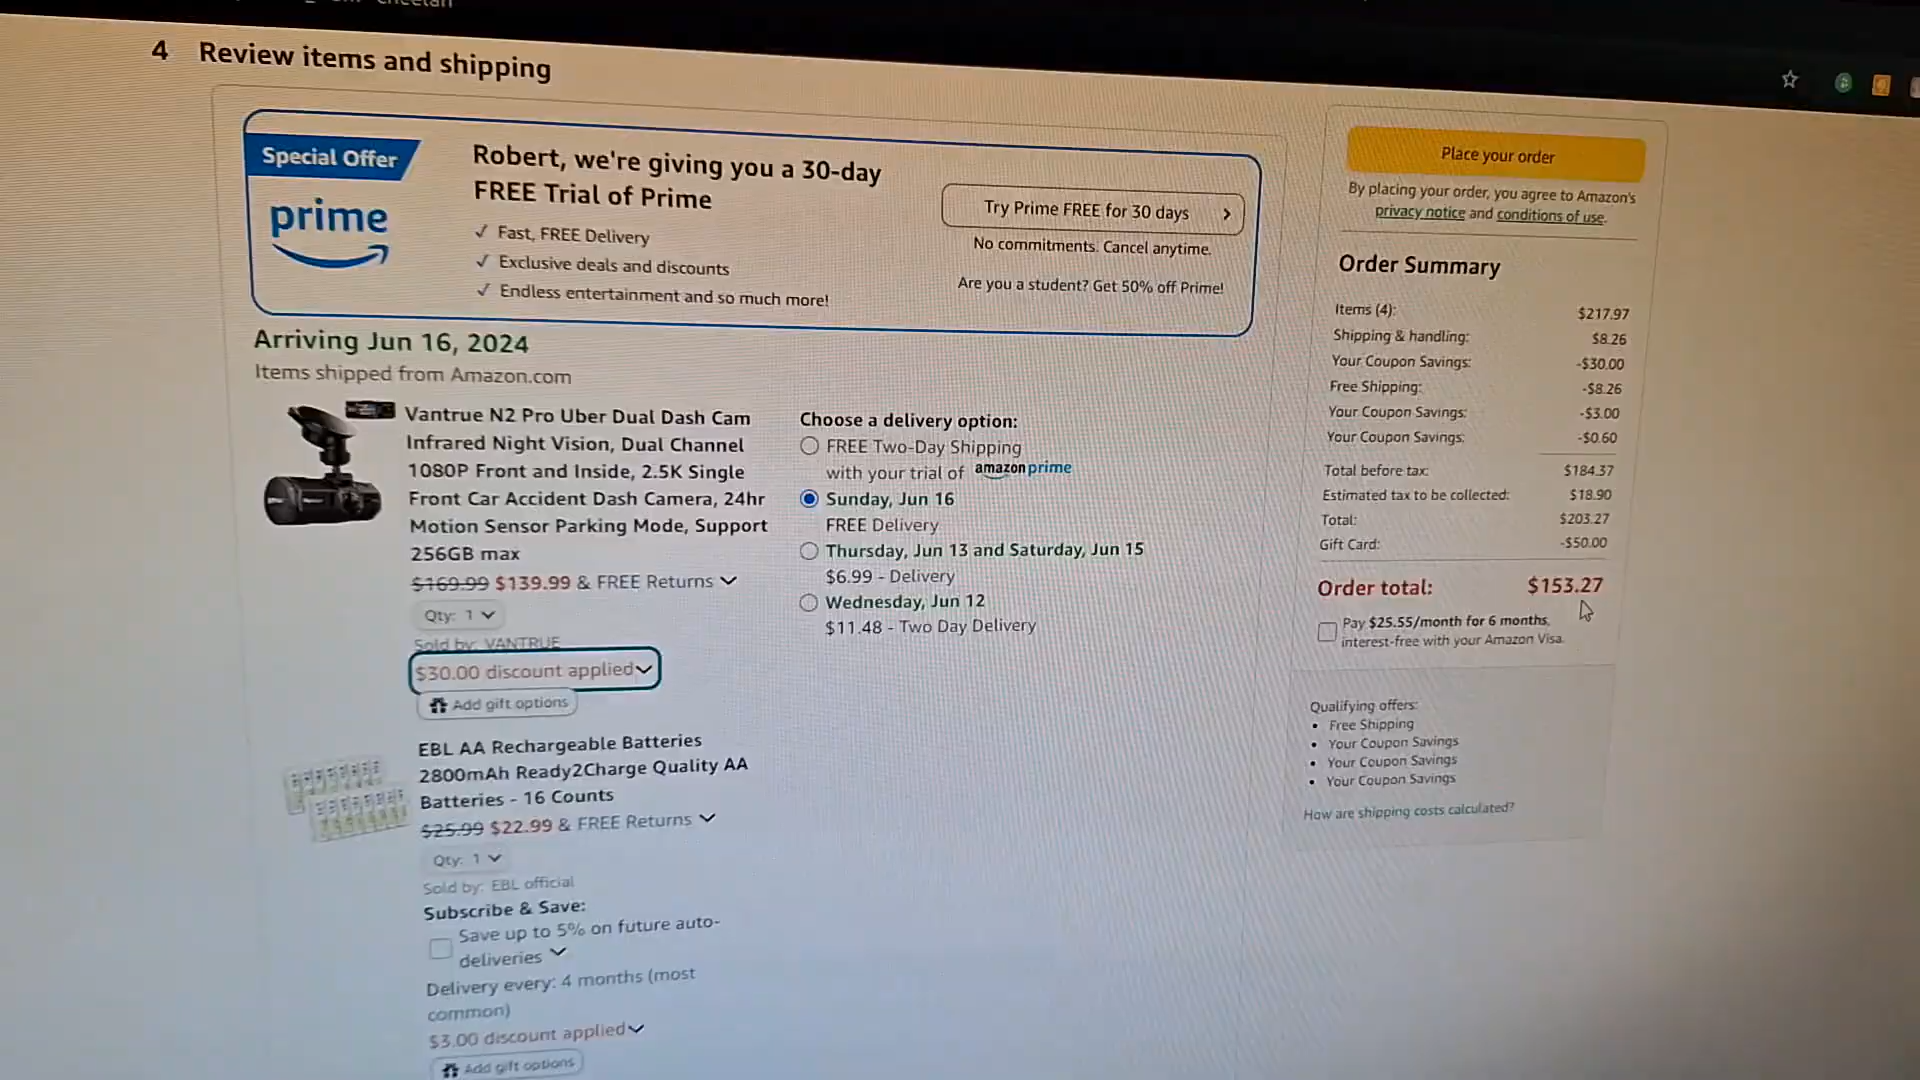 4 Review items and shipping
Special Offer
prime
Robert, we're giving you a 30-day
FREE Trial of Prime
✓ Fast, FREE Delivery
✓ Exclusive deals and discounts
✓ Endless entertainment and so much more!
Try Prime FREE for 30 days >
No commitments. Cancel anytime.
Are you a student? Get 50% off Prime!
Arriving Jun 16, 2024
Items shipped from Amazon.com
Vantrue N2 Pro Uber Dual Dash Cam
Infrared Night Vision, Dual Channel
1080P Front and Inside, 2.5K Single
Front Car Accident Dash Camera, 24hr
Motion Sensor Parking Mode, Support
256GB max
$169.99 $139.99 & FREE Returns
Qty: 1
Sold by: VANTRUE
$30.00 discount applied
Add gift options
EBL AA Rechargeable Batteries
2800mAh Ready2Charge Quality AA
Batteries - 16 Counts
$25.99 $22.99 & FREE Returns
Qty: 1
Sold by: EBL official
Subscribe & Save:
Save up to 5% on future auto-
deliveries
Delivery every: 4 months (most
common)
$3.00 discount applied
Add gift options
Choose a delivery option:
FREE Two-Day Shipping
with your trial of amazon prime
Sunday, Jun 16
FREE Delivery
Thursday, Jun 13 and Saturday, Jun 15
$6.99 - Delivery
Wednesday, Jun 12
$11.48 - Two Day Delivery
Place your order
By placing your order, you agree to Amazon's
privacy notice and conditions of use.
Order Summary
Items (4): $217.97
Shipping & handling: $8.26
Your Coupon Savings: -$30.00
Free Shipping: -$8.26
Your Coupon Savings: -$3.00
Your Coupon Savings: -$0.60
Total before tax: $184.37
Estimated tax to be collected: $18.90
Total: $203.27
Gift Card: -$50.00
Order total: $153.27
Pay $25.55/month for 6 months,
interest-free with your Amazon Visa.
Qualifying offers:
• Free Shipping
• Your Coupon Savings
• Your Coupon Savings
• Your Coupon Savings
How are shipping costs calculated?